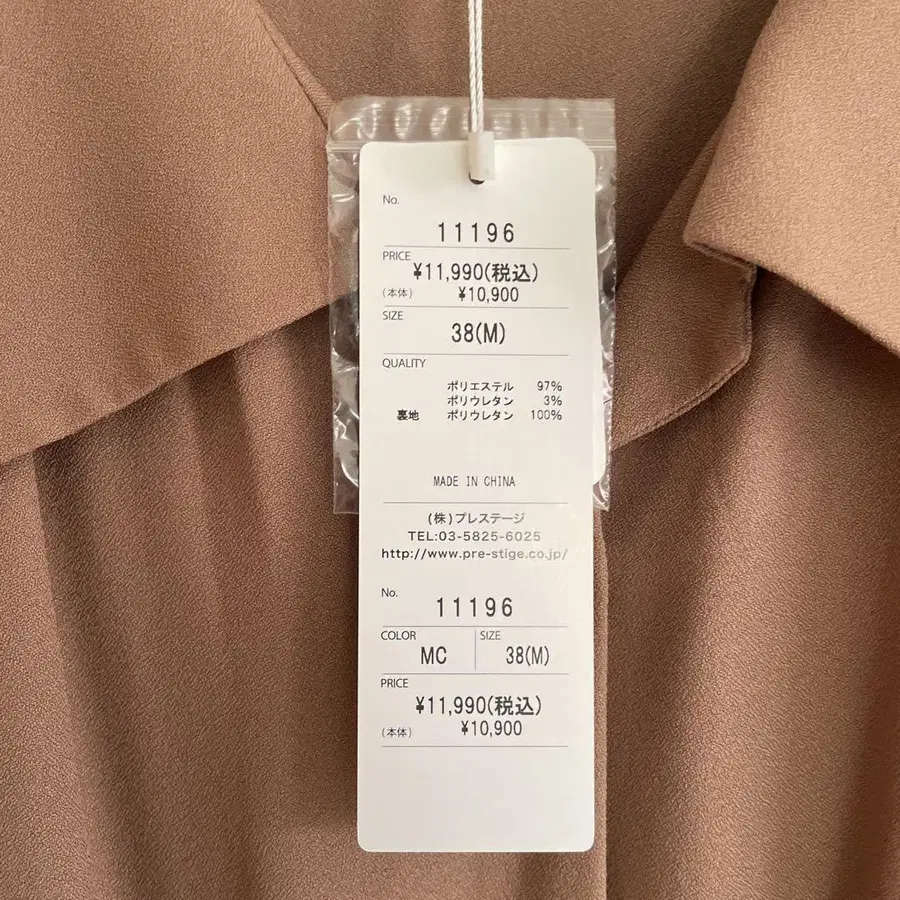 No.
11196
PRICE
¥11,990(税込)
(本体) ¥10,900
SIZE
38(M)
QUALITY
ポリエステル 97%
ポリウレタン 3%
裏地 ポリウレタン 100%
MADE IN CHINA
(株)プレステージ
TEL:03-5825-6025
http://www.pre-stige.co.jp/
No.
11196
COLOR SIZE
MC 38(M)
PRICE
¥11,990(税込)
(本体) ¥10,900